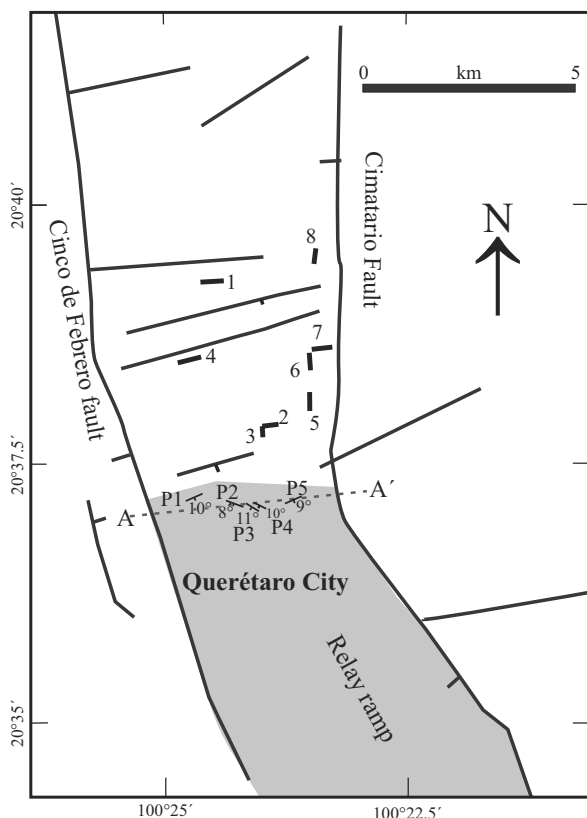 0 km 5
20°40´
Cimatario Fault
N
8
Cinco de Febrero fault
1
7
4
6
2
5
3
20°37.5´
A´
P1
P2
P5
10°
8°
10°
9°
A
11°
P4
P3
Querétaro City
Relay ramp
20°35´
100°25´
100°22.5´